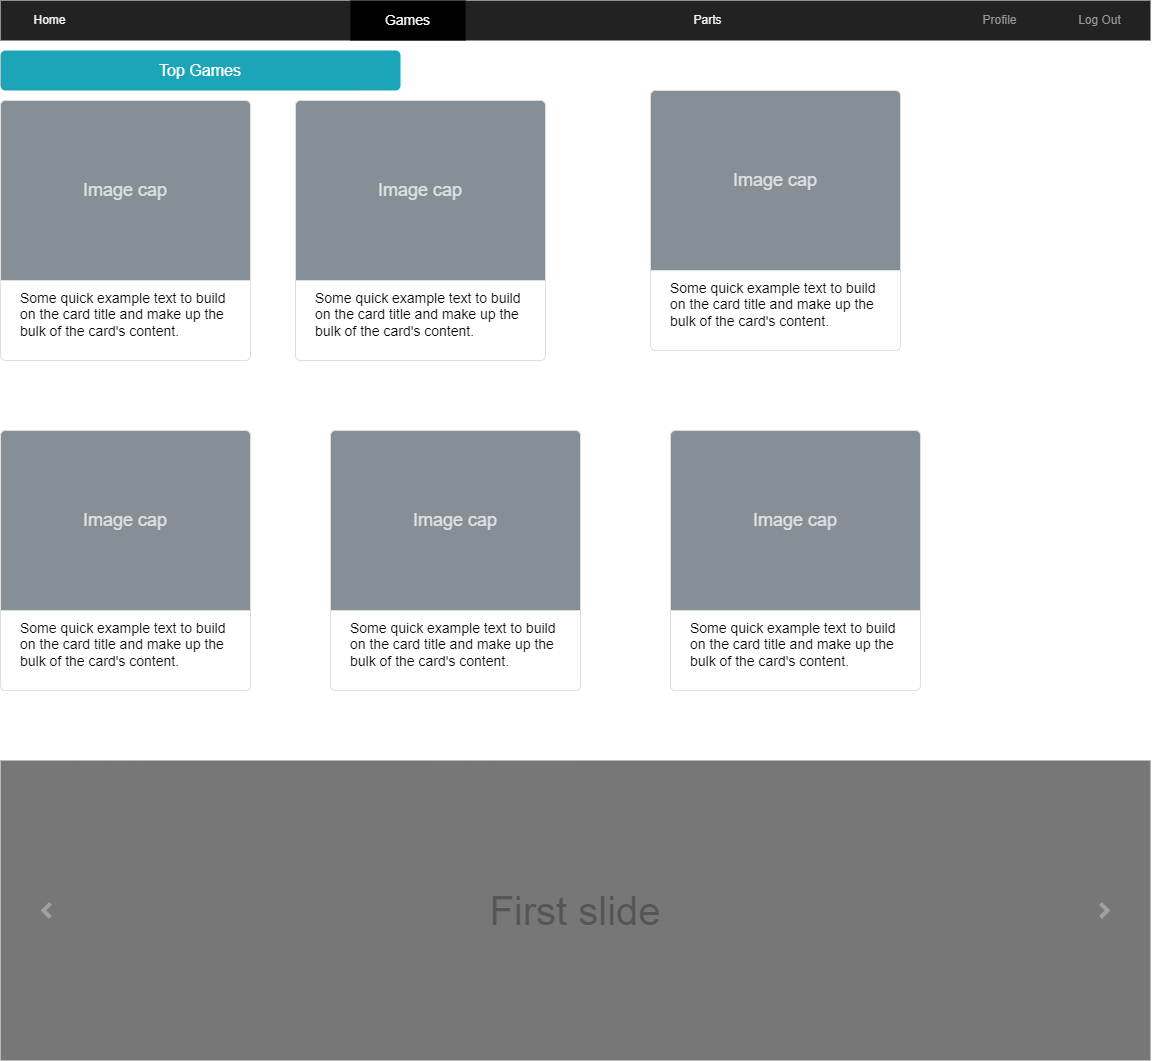 Home
Games
Parts
Profile
Log Out
Top Games
Image cap
Some quick example text to build
on the card title and make up the
bulk of the card's content.
Image cap
Some quick example text to build
on the card title and make up the
bulk of the card's content.
Image cap
Some quick example text to build
on the card title and make up the
bulk of the card's content.
Image cap
Some quick example text to build
on the card title and make up the
bulk of the card's content.
Image cap
Some quick example text to build
on the card title and make up the
bulk of the card's content.
Image cap
Some quick example text to build
on the card title and make up the
bulk of the card's content.
First slide